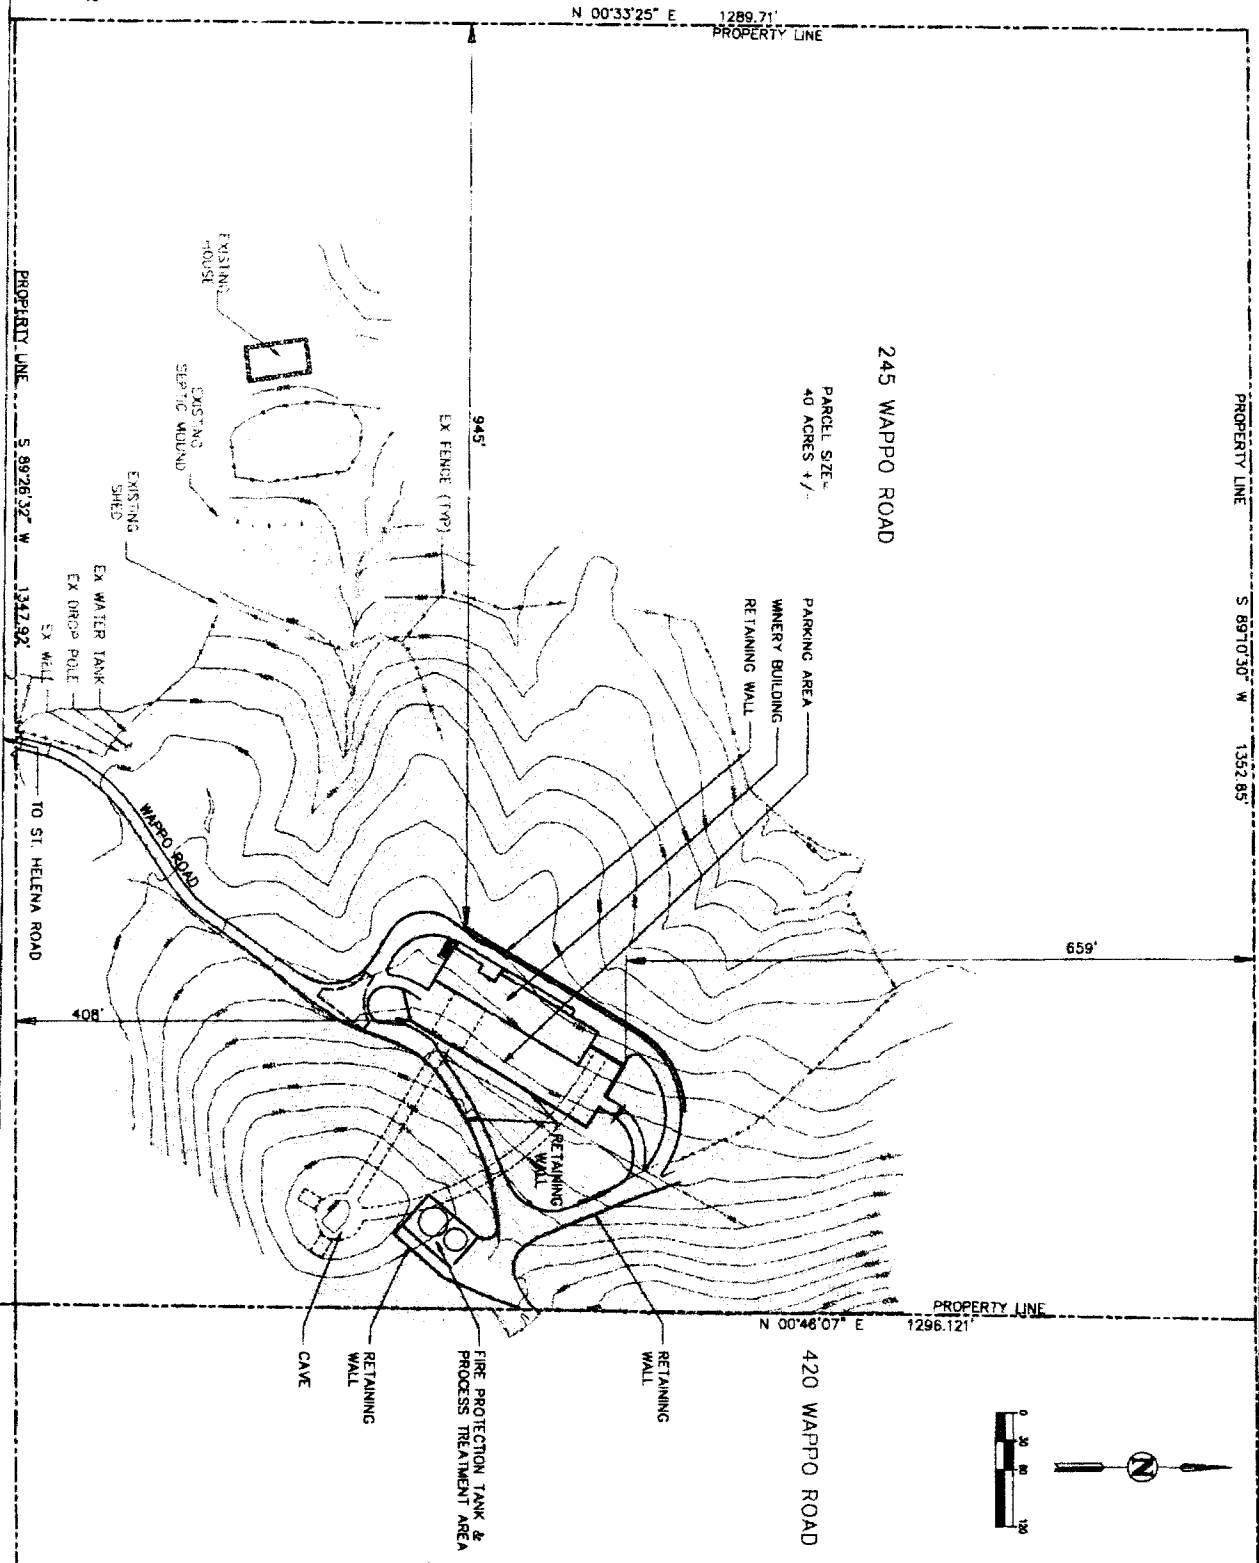 N 00°33'25" E 1289.71'
PROPERTY LINE
PROPERTY LINE S 89°10'30" W 1352.85'
245 WAPPO ROAD
PARCEL SIZE=
40 ACRES +/-
PARKING AREA
WINERY BUILDING
RETAINING WALL
EXISTING
HOUSE
EXISTING
SEPTIC MOUND
945'
EX FENCE (TYP)
EXISTING
SHED
EX WATER TANK
EX DROP POLE
EX WELL
PROPERTY LINE S 89°26'32" W 1347.92'
TO ST. HELENA ROAD
WAPPO ROAD
659'
408'
RETAINING
WALL
CAVE
RETAINING
WALL
FIRE PROTECTION TANK &
PROCESS TREATMENT AREA
RETAINING
WALL
PROPERTY LINE
N 00°46'07" E 1296.121'
420 WAPPO ROAD
0 30 60 120
N